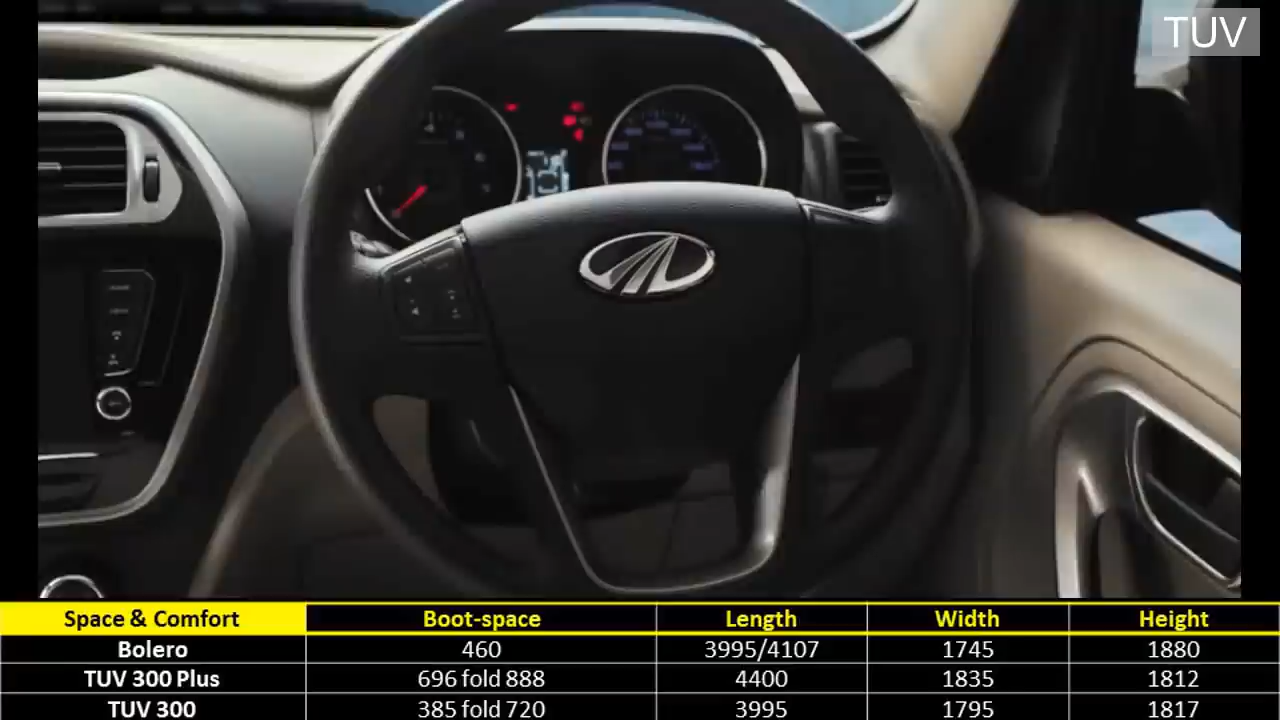 TUV
Space & Comfort Boot-space Length Width Height
Bolero 460 3995/4107 1745 1880
TUV 300 Plus 696 fold 888 4400 1835 1812
TUV 300 385 fold 720 3995 1795 1817